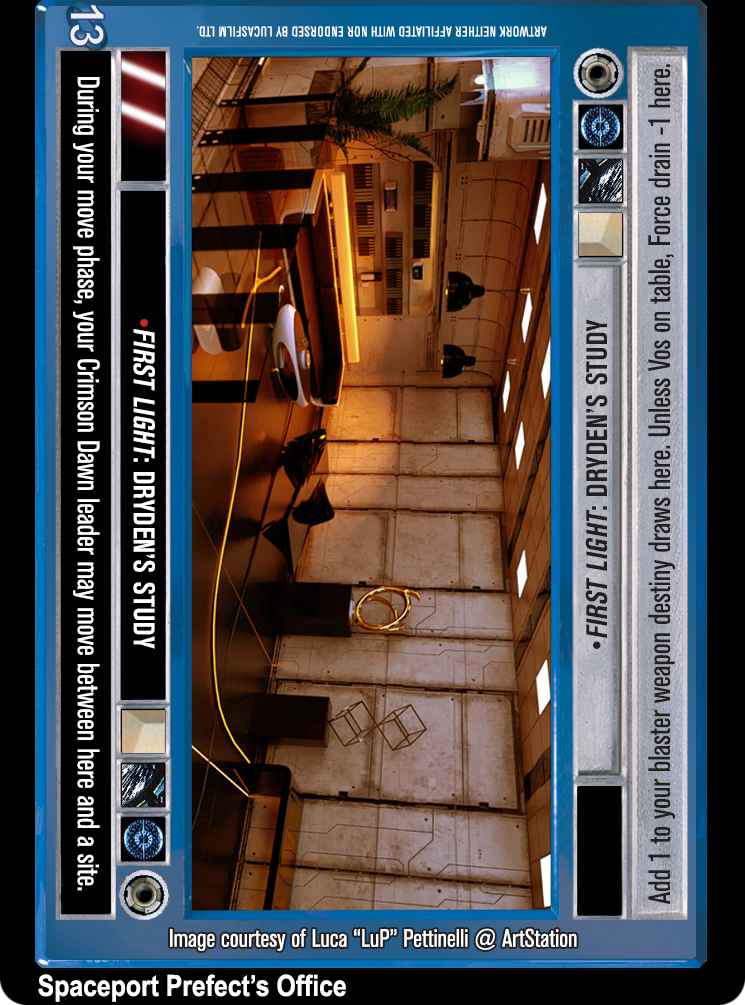 13
ARTWORK NEITHER AFFILIATED WITH NOR ENDORSED BY LUCASFILM LTD.
During your move phase, your Crimson Dawn leader may move between here and a site.
•FIRST LIGHT: DRYDEN'S STUDY
•FIRST LIGHT: DRYDEN'S STUDY
Add 1 to your blaster weapon destiny draws here. Unless Vos on table, Force drain -1 here.
Image courtesy of Luca “LuP” Pettinelli @ ArtStation
Spaceport Prefect’s Office